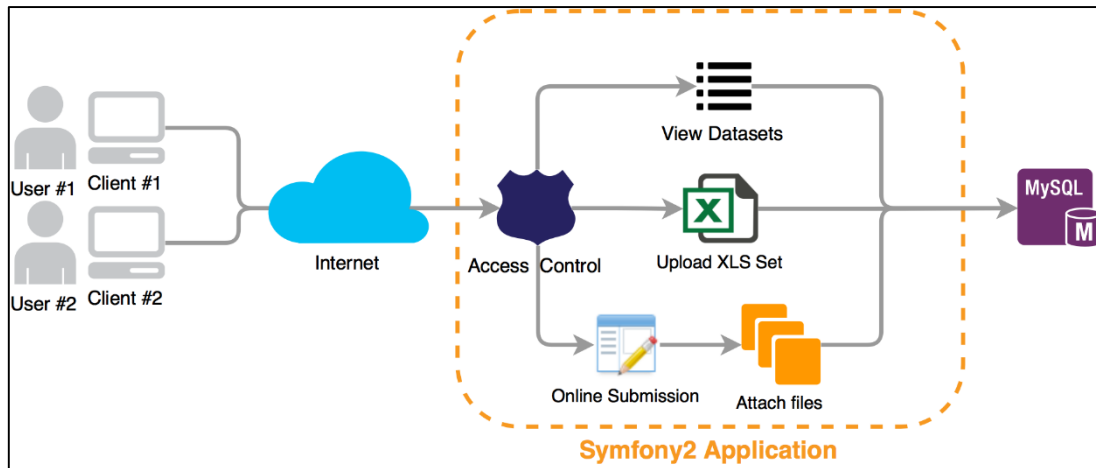 User #1
Client #1
User #2
Client #2
Internet
Access Control
View Datasets
X
Upload XLS Set
Online Submission
Attach files
Symfony2 Application
MySQL
M